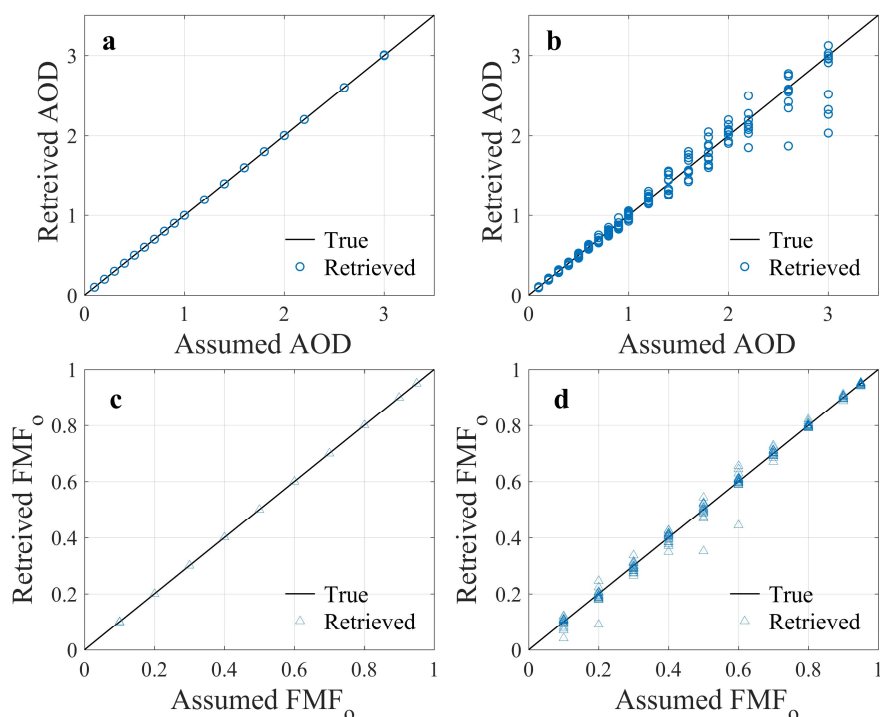 a
Retreived AOD
3
2
1
0
True
Retrieved
0 1 2 3
Assumed AOD
b
Retreived AOD
3
2
1
0
True
Retrieved
0 1 2 3
Assumed AOD
c
Retreived FMFo
1
0.8
0.6
0.4
0.2
0
True
Retrieved
0 0.2 0.4 0.6 0.8 1
Assumed FMFo
d
Retreived FMFo
1
0.8
0.6
0.4
0.2
0
True
Retrieved
0 0.2 0.4 0.6 0.8 1
Assumed FMFo